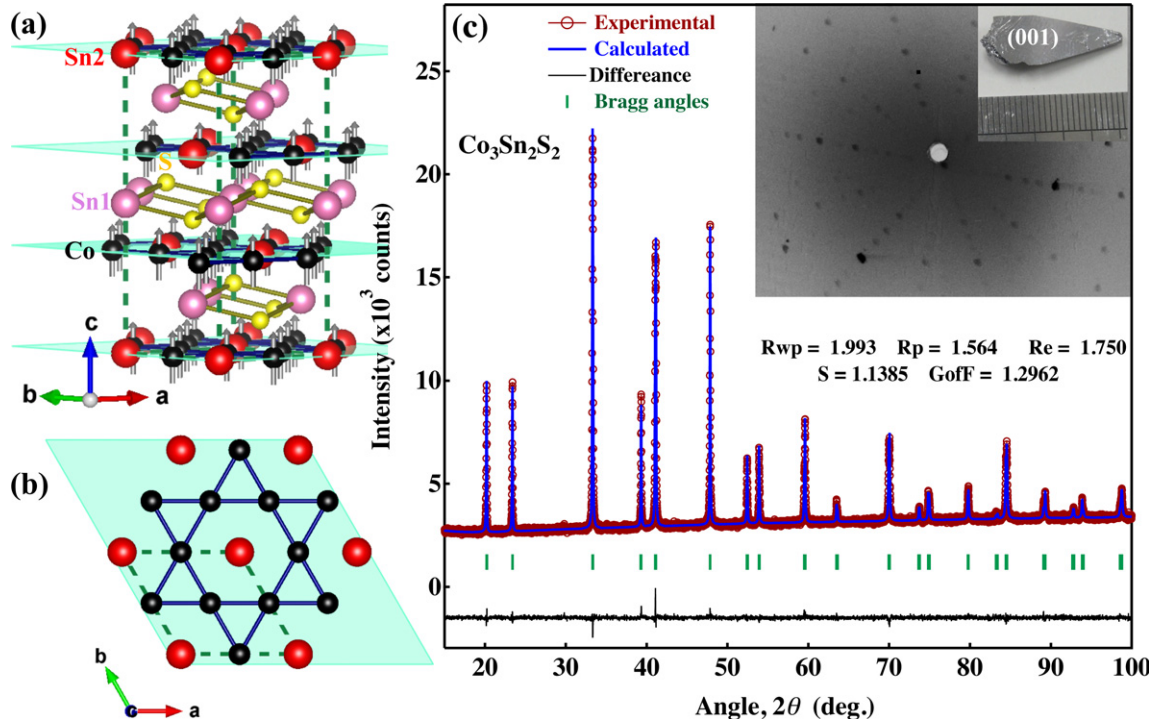 (a)
Sn2
S
Sn1
Co
c
b
a
(b)
b
c
a
(c)
Experimental
Calculated
Differeance
Bragg angles
Co₃Sn₂S₂
(001)
Rwp = 1.993 Rp = 1.564 Re = 1.750
S = 1.1385 GofF = 1.2962
Intensity (x10³ counts)
25
20
15
10
5
0
20 30 40 50 60 70 80 90 100
Angle, 2θ (deg.)